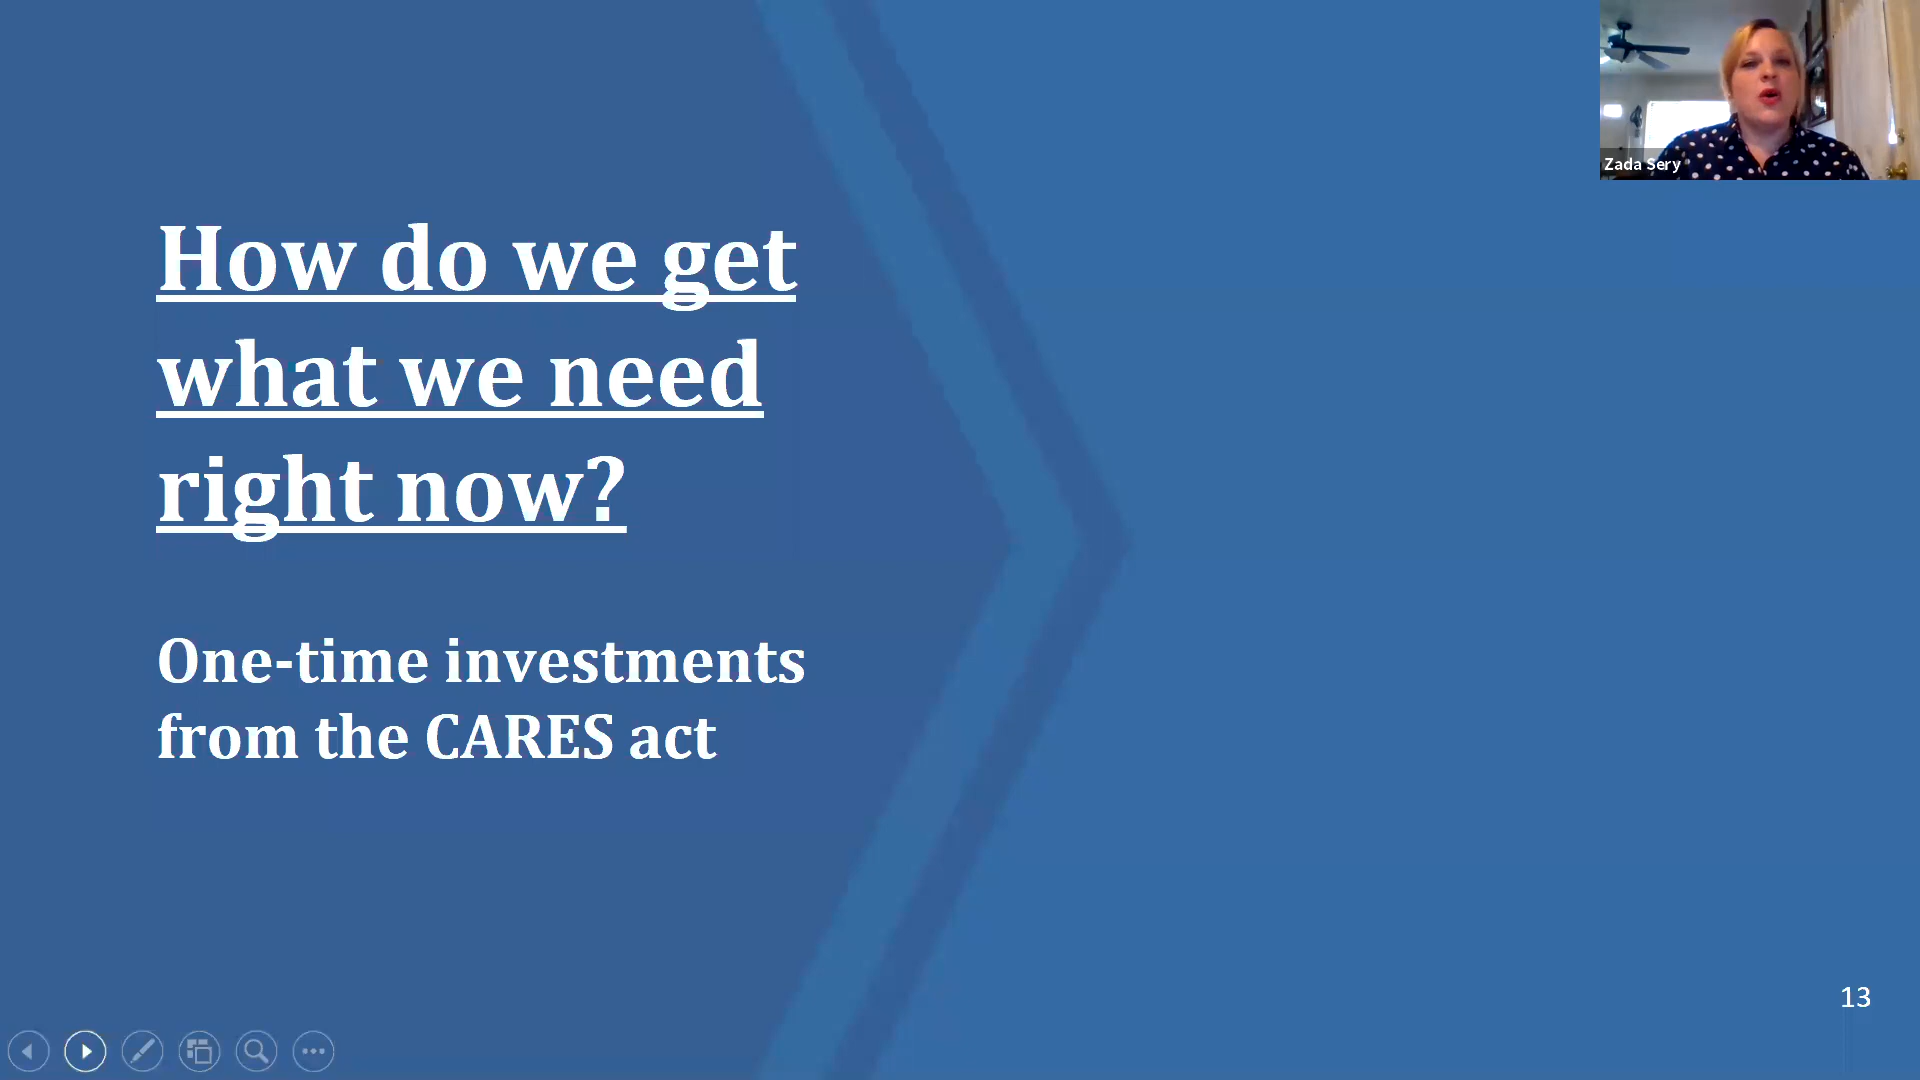 How do we get
what we need
right now?
One-time investments
from the CARES act
Zada Sery
13